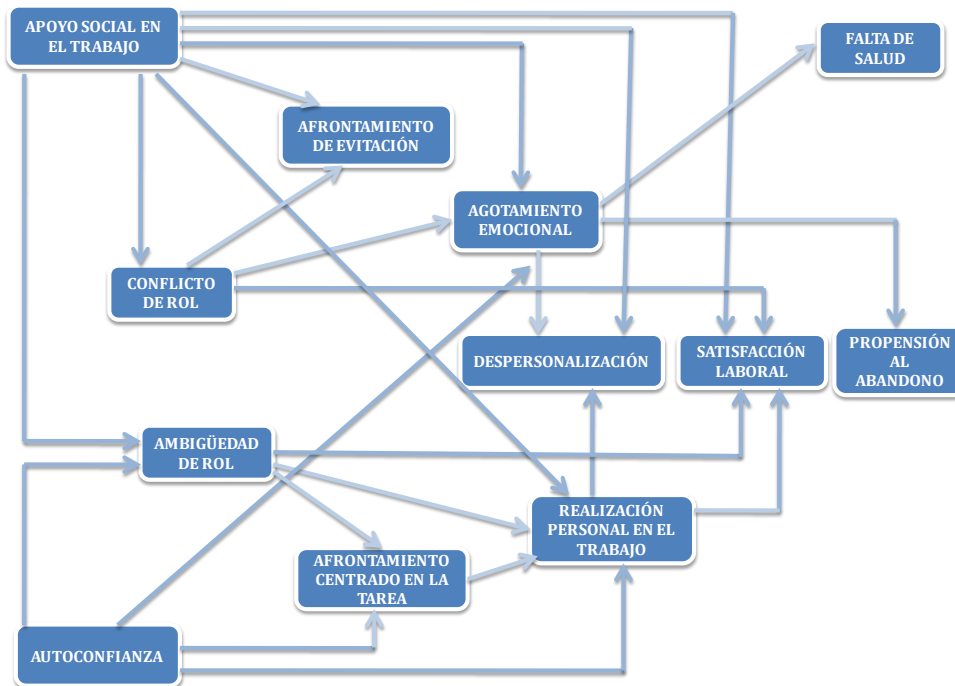 APOYO SOCIAL EN
EL TRABAJO
FALTA DE
SALUD
AFRONTAMIENTO
DE EVITACIÓN
AGOTAMIENTO
EMOCIONAL
CONFLICTO
DE ROL
DESPERSONALIZACIÓN
SATISFACCIÓN
LABORAL
PROPENSIÓN
AL
ABANDONO
AMBIGÜEDAD
DE ROL
REALIZACIÓN
PERSONAL EN EL
TRABAJO
AFRONTAMIENTO
CENTRADO EN LA
TAREA
AUTOCONFIANZA